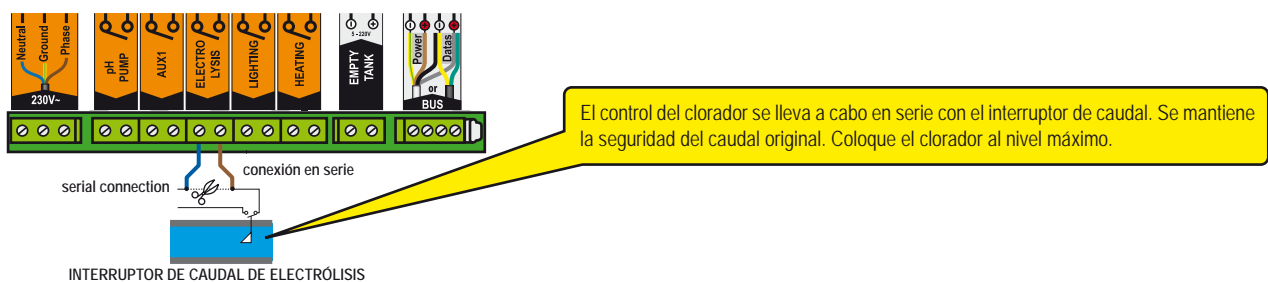 Neutral
Ground
Phase
230V~
pH
PUMP
AUX1
ELECTRO
LYSIS
LIGHTING
HEATING
5 -220V
EMPTY
TANK
Power
Datas
or
BUS
El control del clorador se lleva a cabo en serie con el interruptor de caudal. Se mantiene
la seguridad del caudal original. Coloque el clorador al nivel máximo.
conexión en serie
serial connection
INTERRUPTOR DE CAUDAL DE ELECTRÓLISIS